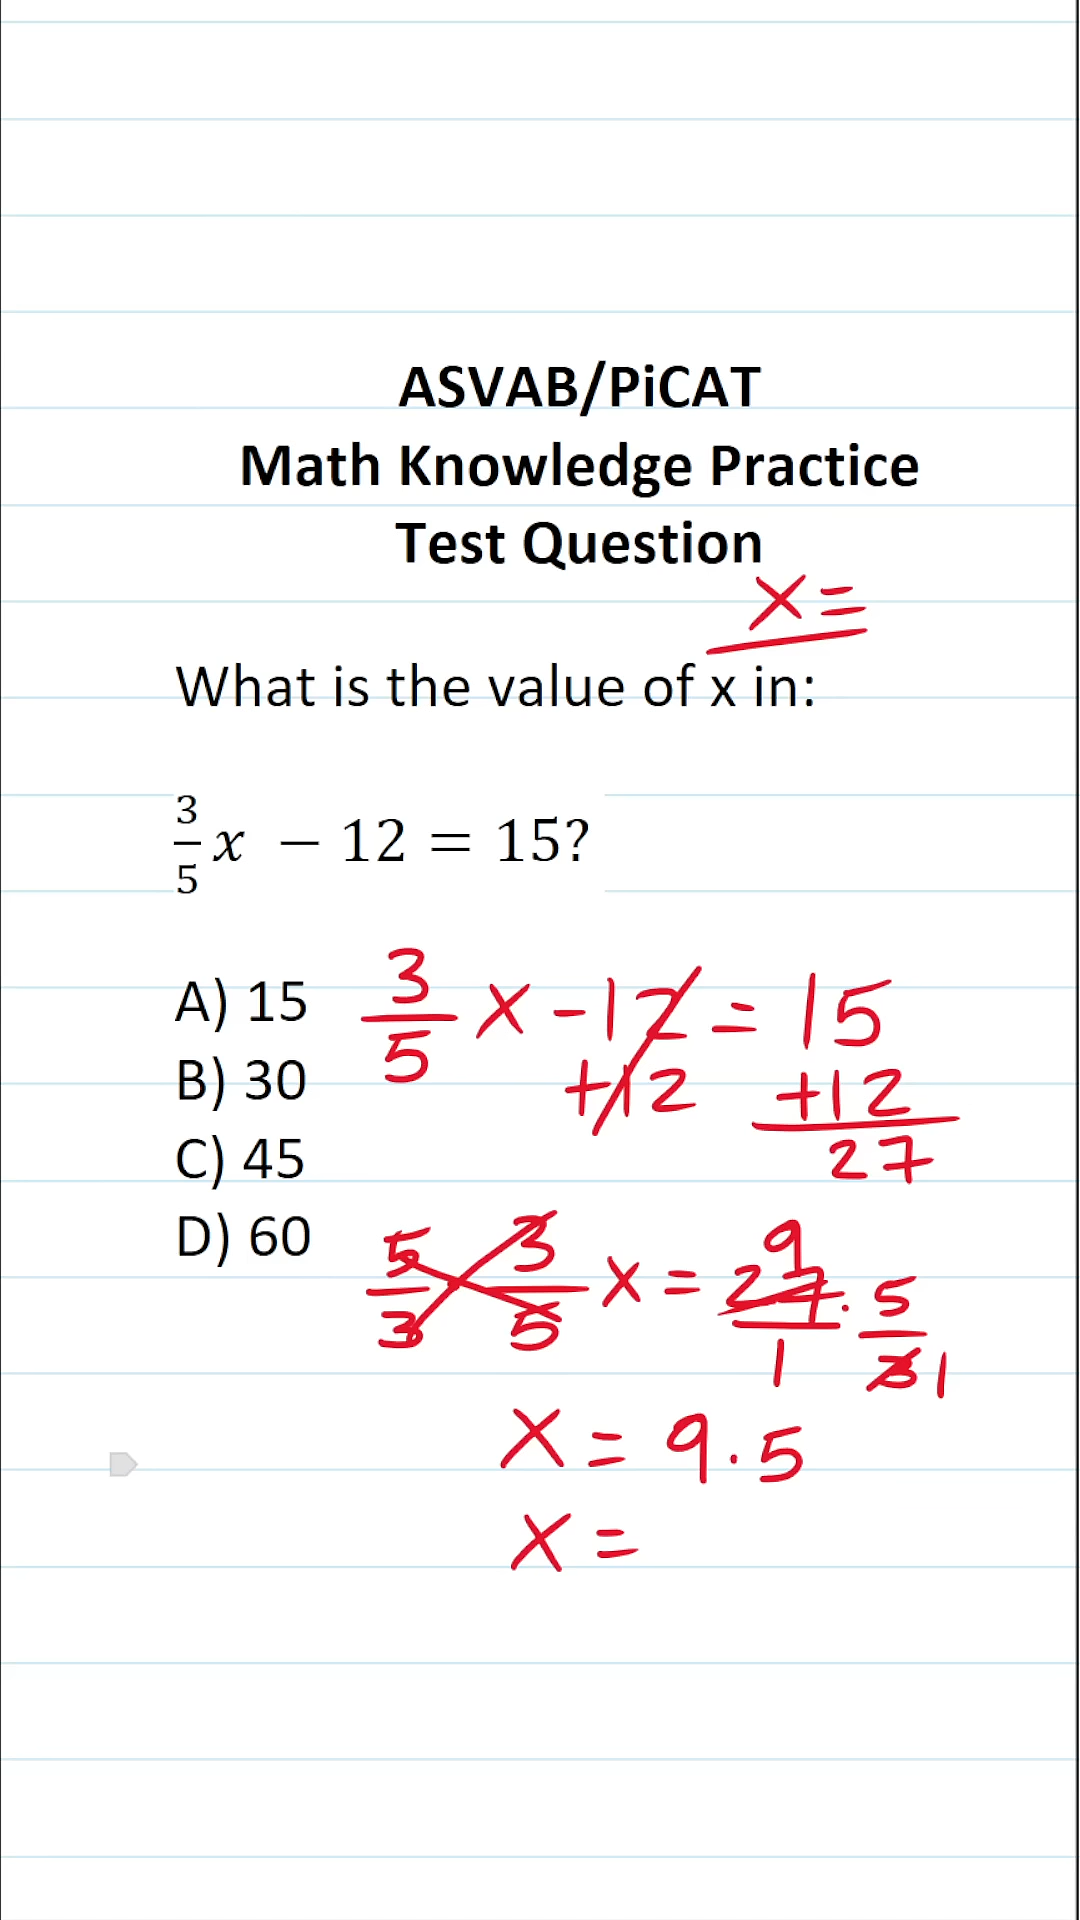 ASVAB/PiCAT
Math Knowledge Practice
Test Question
x =
What is the value of x in:
3/5 x − 12 = 15?
A) 15
B) 30
C) 45
D) 60
3/5 x - 12 = 15
+12 +12
27
5/3 3/5 x = 27/1 · 5/3
9
1
x = 9 · 5
x =